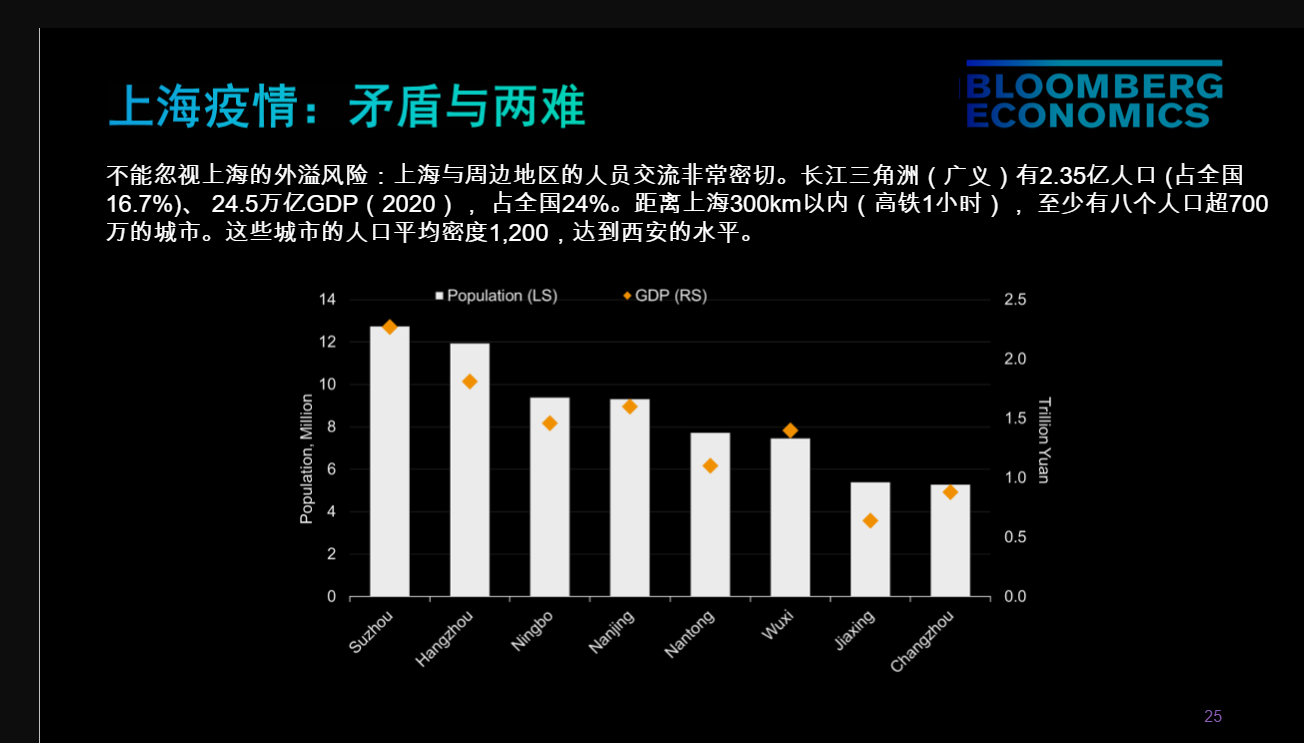 上海疫情：矛盾与两难
BLOOMBERG
ECONOMICS
不能忽视上海的外溢风险：上海与周边地区的人员交流非常密切。长江三角洲（广义）有2.35亿人口 (占全国
16.7%)、 24.5万亿GDP（2020）， 占全国24%。距离上海300km以内（高铁1小时）， 至少有八个人口超700
万的城市。这些城市的人口平均密度1,200，达到西安的水平。
Population (LS)
GDP (RS)
14
12
10
8
6
4
2
0
Population, Million
2.5
2.0
1.5
1.0
0.5
0.0
Trillion Yuan
Suzhou
Hangzhou
Ningbo
Nanjing
Nantong
Wuxi
Jiaxing
Changzhou
25